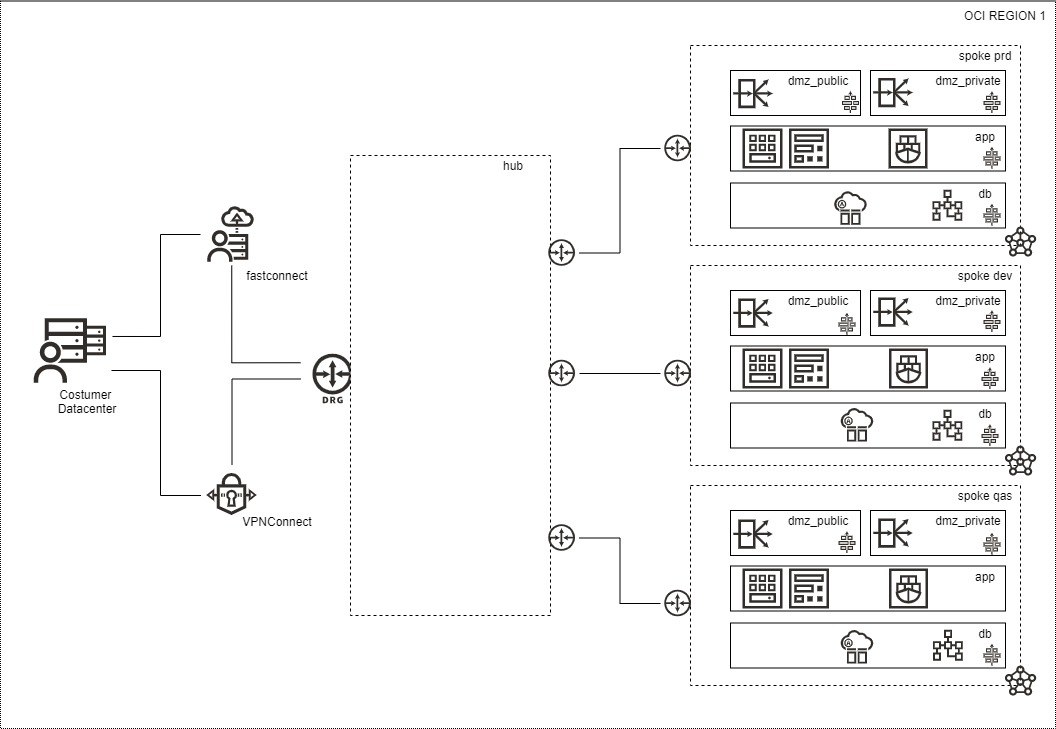 OCI REGION 1
spoke prd
dmz_public
dmz_private
app
db
hub
fastconnect
Costumer
Datacenter
DRG
VPNConnect
spoke dev
dmz_public
dmz_private
app
db
spoke qas
dmz_public
dmz_private
app
db